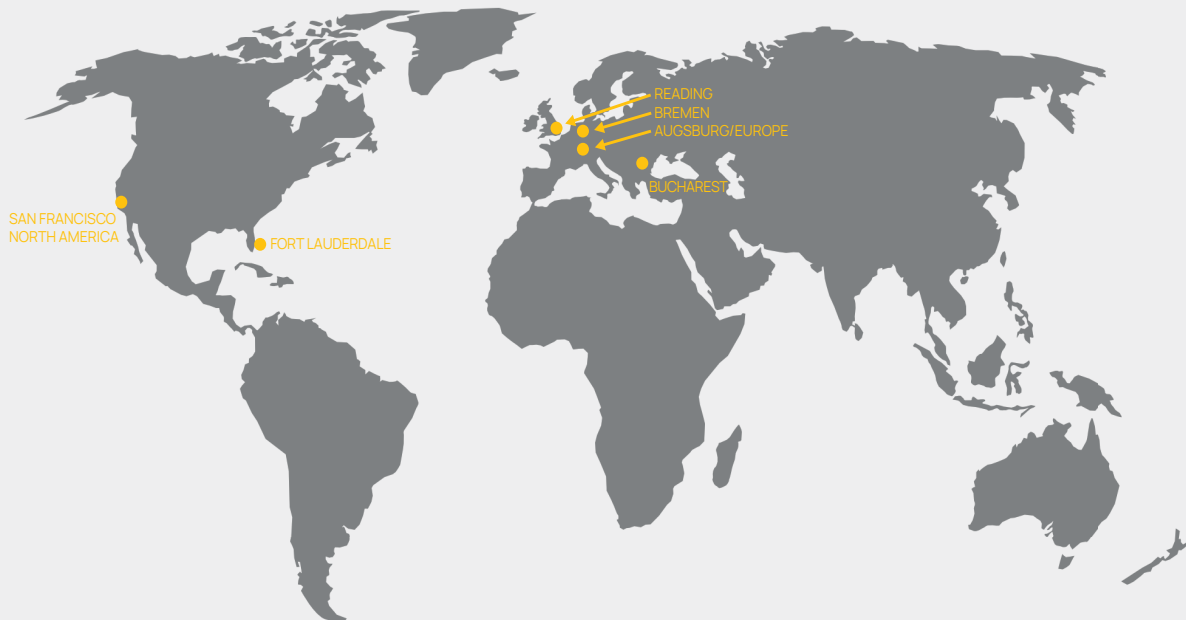 READING
BREMEN
AUGSBURG/EUROPE
BUCHAREST
SAN FRANCISCO
NORTH AMERICA
FORT LAUDERDALE